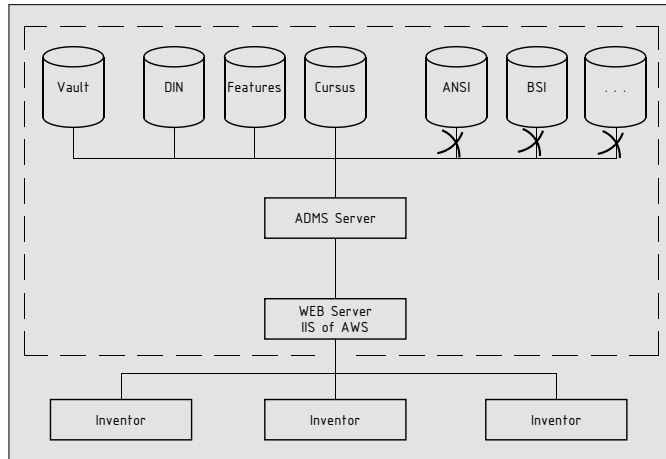 Vault
DIN
Features
Cursus
ANSI
BSI
. . .
ADMS Server
WEB Server
IIS of AWS
Inventor
Inventor
Inventor